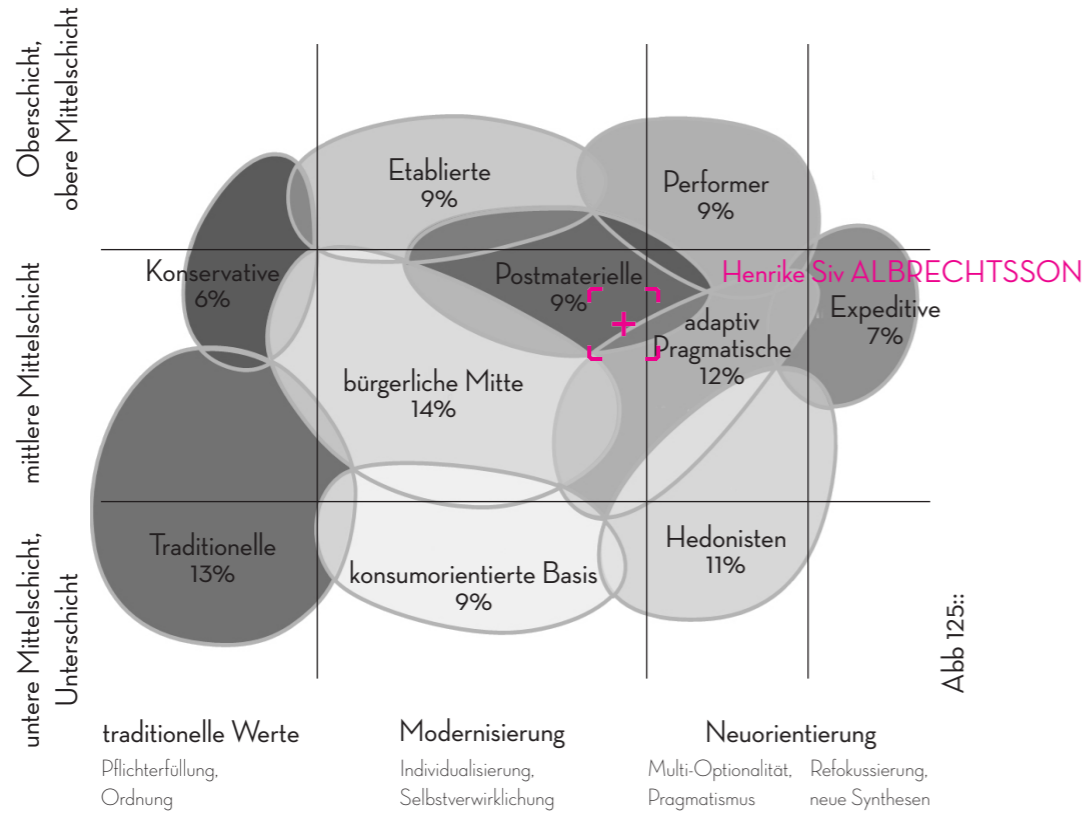 Oberschicht,
obere Mittelschicht
mittlere Mittelschicht
untere Mittelschicht,
Unterschicht
Etablierte
9%
Performer
9%
Konservative
6%
Postmaterielle
9%
Henrike Siv ALBRECHTSSON
Expeditive
7%
adaptiv
Pragmatische
12%
bürgerliche Mitte
14%
Traditionelle
13%
konsumorientierte Basis
9%
Hedonisten
11%
Abb 125::
traditionelle Werte
Pflichterfüllung,
Ordnung
Modernisierung
Individualisierung,
Selbstverwirklichung
Neuorientierung
Multi-Optionalität,
Pragmatismus
Refokussierung,
neue Synthesen